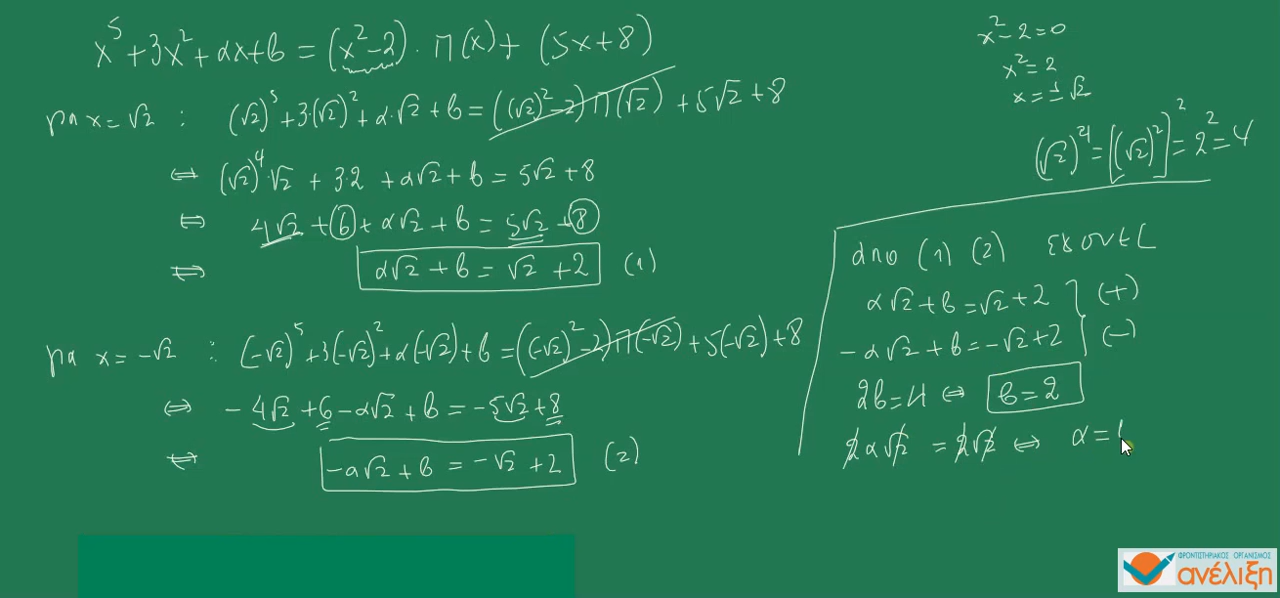 x⁵+3x²+αx+β = (x²-2)·Π(x)+(5x+8)
για x=√2 : (√2)⁵+3·(√2)²+α·√2+β = ((√2)²-2)Π(√2)+5√2+8
⇔ (√2)⁴·√2+3·2+α√2+β=5√2+8
⇔ 4√2+6+α√2+β=5√2+8
⇔ α√2+β=√2+2 (1)
για x=-√2 : (-√2)⁵+3(-√2)²+α(-√2)+β=((-√2)²-2)Π(-√2)+5(-√2)+8
⇔ -4√2+6-α√2+β=-5√2+8
⇔ -α√2+β=-√2+2 (2)
x²-2=0
x²=2
x=±√2
(√2)⁴=[(√2)²]²=2²=4
από (1) (2) έχουμε
α√2+β=√2+2 (+)
-α√2+β=-√2+2 (-)
2β=4 ⇔ β=2
2α√2=2√2 ⇔ α=1
ΦΡΟΝΤΙΣΤΗΡΙΑΚΟΣ ΟΡΓΑΝΙΣΜΟΣ
ανέλιξη